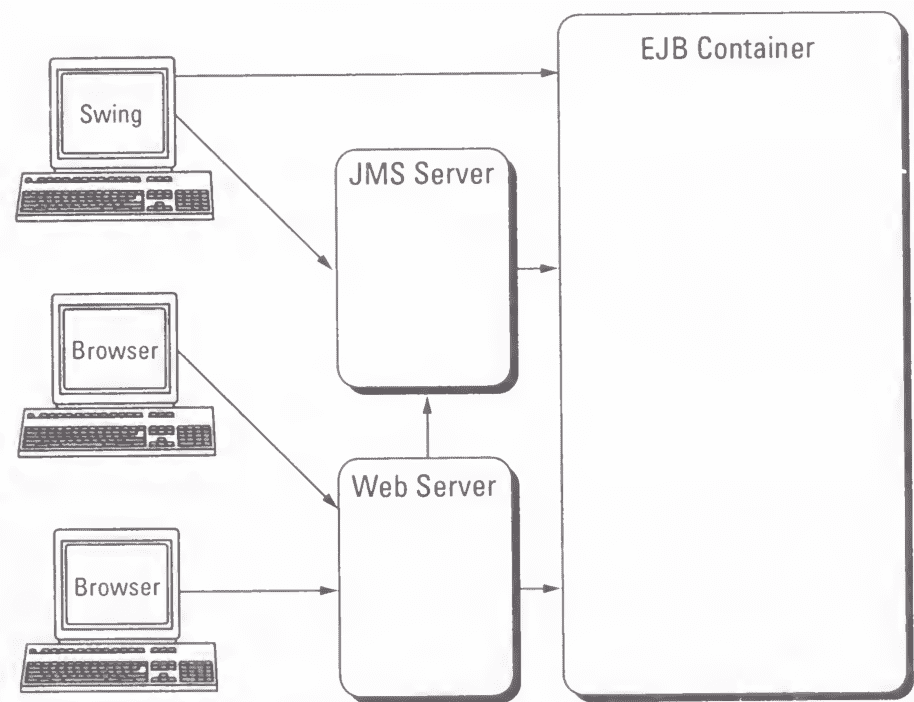 EJB Container
Swing
JMS Server
Browser
Web Server
Browser